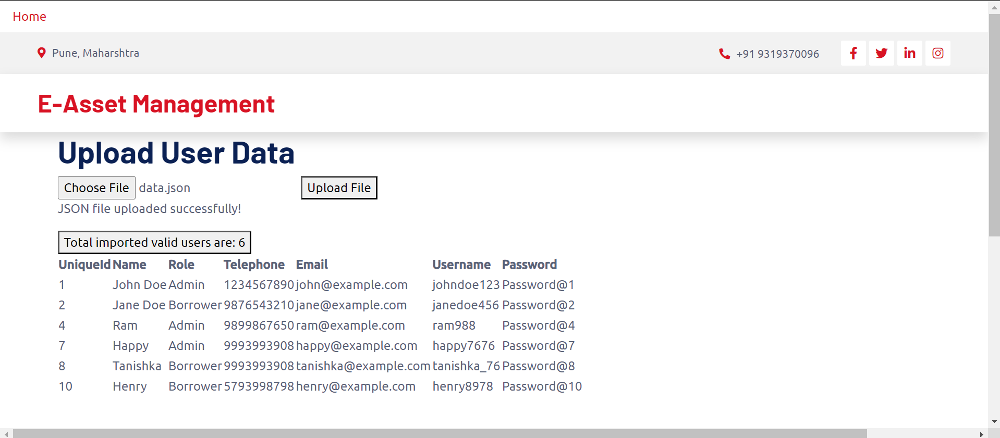 Home
Pune, Maharshtra
+91 9319370096
E-Asset Management
Upload User Data
Choose File data.json Upload File
JSON file uploaded successfully!
Total imported valid users are: 6
UniqueId Name Role Telephone Email Username Password
1 John Doe Admin 1234567890 john@example.com johndoe123 Password@1
2 Jane Doe Borrower 9876543210 jane@example.com janedoe456 Password@2
4 Ram Admin 9899867650 ram@example.com ram988 Password@4
7 Happy Admin 9993993908 happy@example.com happy7676 Password@7
8 Tanishka Borrower 9993993908 tanishka@example.com tanishka_76 Password@8
10 Henry Borrower 5793998798 henry@example.com henry8978 Password@10